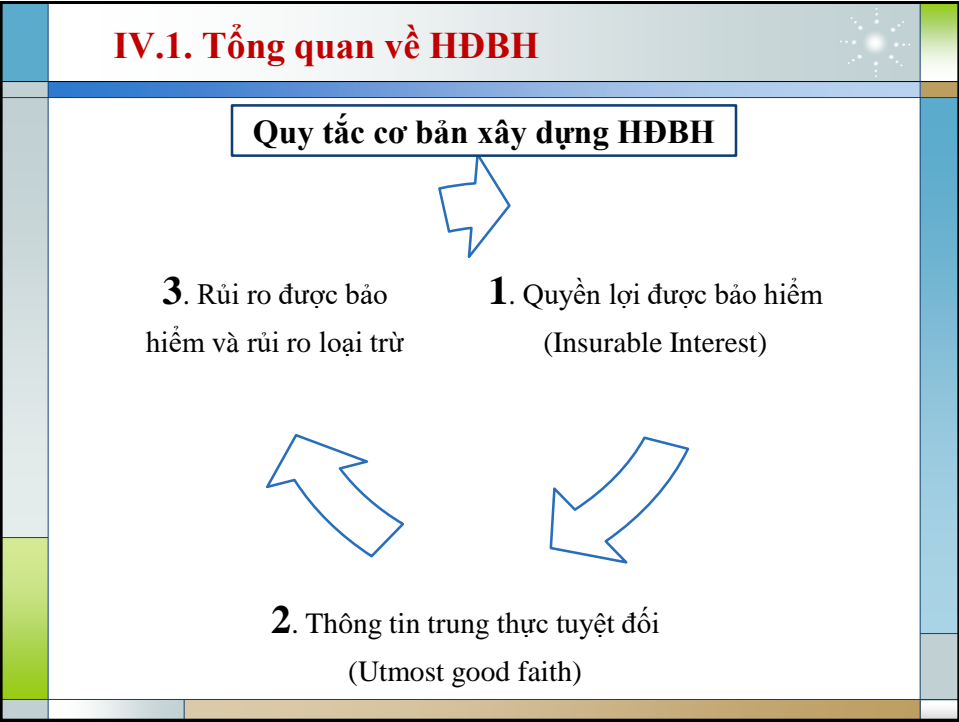 IV.1. Tổng quan về HĐBH
Quy tắc cơ bản xây dựng HĐBH
1. Quyền lợi được bảo hiểm
(Insurable Interest)
2. Thông tin trung thực tuyệt đối
(Utmost good faith)
3. Rủi ro được bảo
hiểm và rủi ro loại trừ